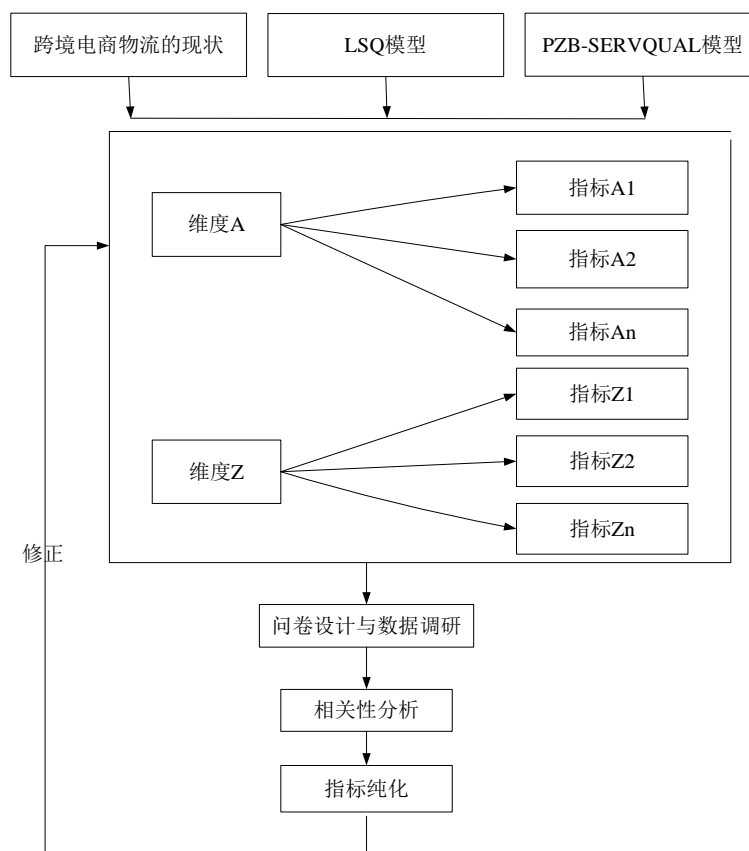 跨境电商物流的现状
LSQ模型
PZB-SERVQUAL模型
维度A
指标A1
指标A2
指标An
维度Z
指标Z1
指标Z2
指标Zn
修正
问卷设计与数据调研
相关性分析
指标纯化